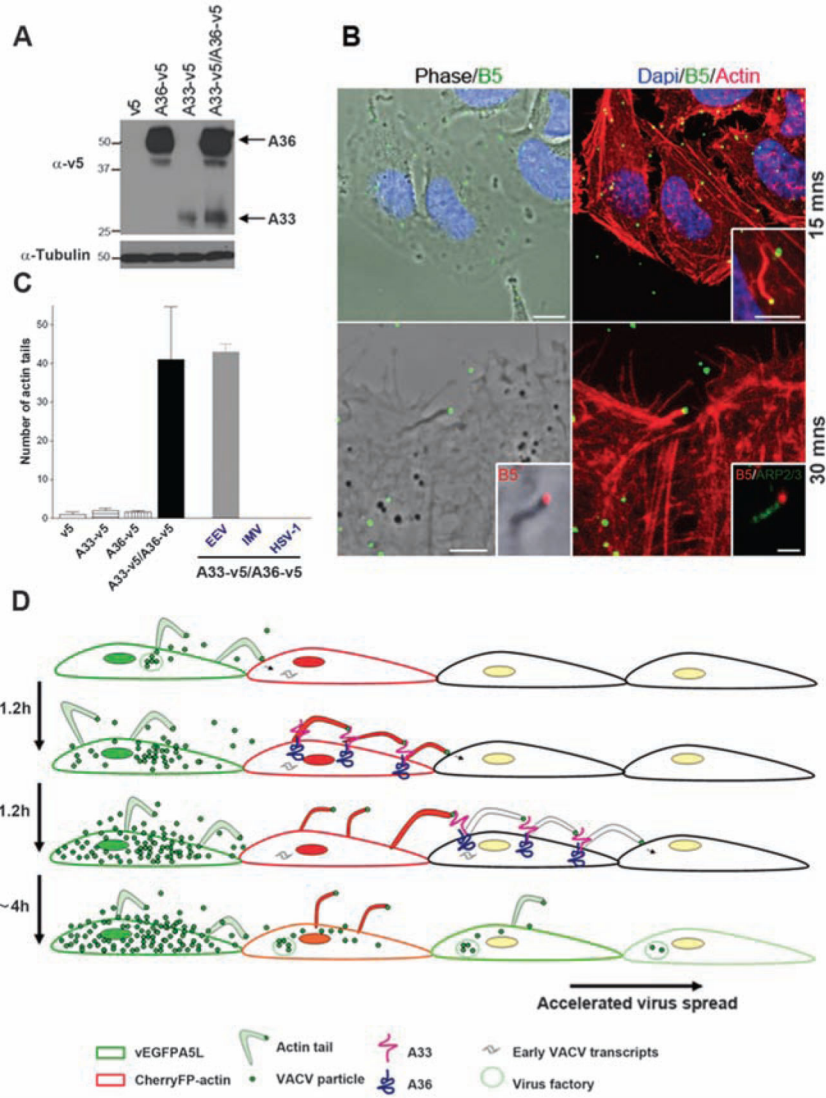 A
v5
A36-v5
A33-v5
A33-v5/A36-v5
α-v5
50
37
25
A36
A33
α-Tubulin
50
B
Phase/B5
Dapi/B5/Actin
15 mns
30 mns
B5
B5/ARP2/3
C
Number of actin tails
50
40
30
20
10
0
v5
A33-v5
A36-v5
A33-v5/A36-v5
EEV
IMV
HSV-1
A33-v5/A36-v5
D
1.2h
1.2h
~ 4h
Accelerated virus spread
vEGFPA5L
CherryFP-actin
Actin tail
VACV particle
A33
A36
Early VACV transcripts
Virus factory